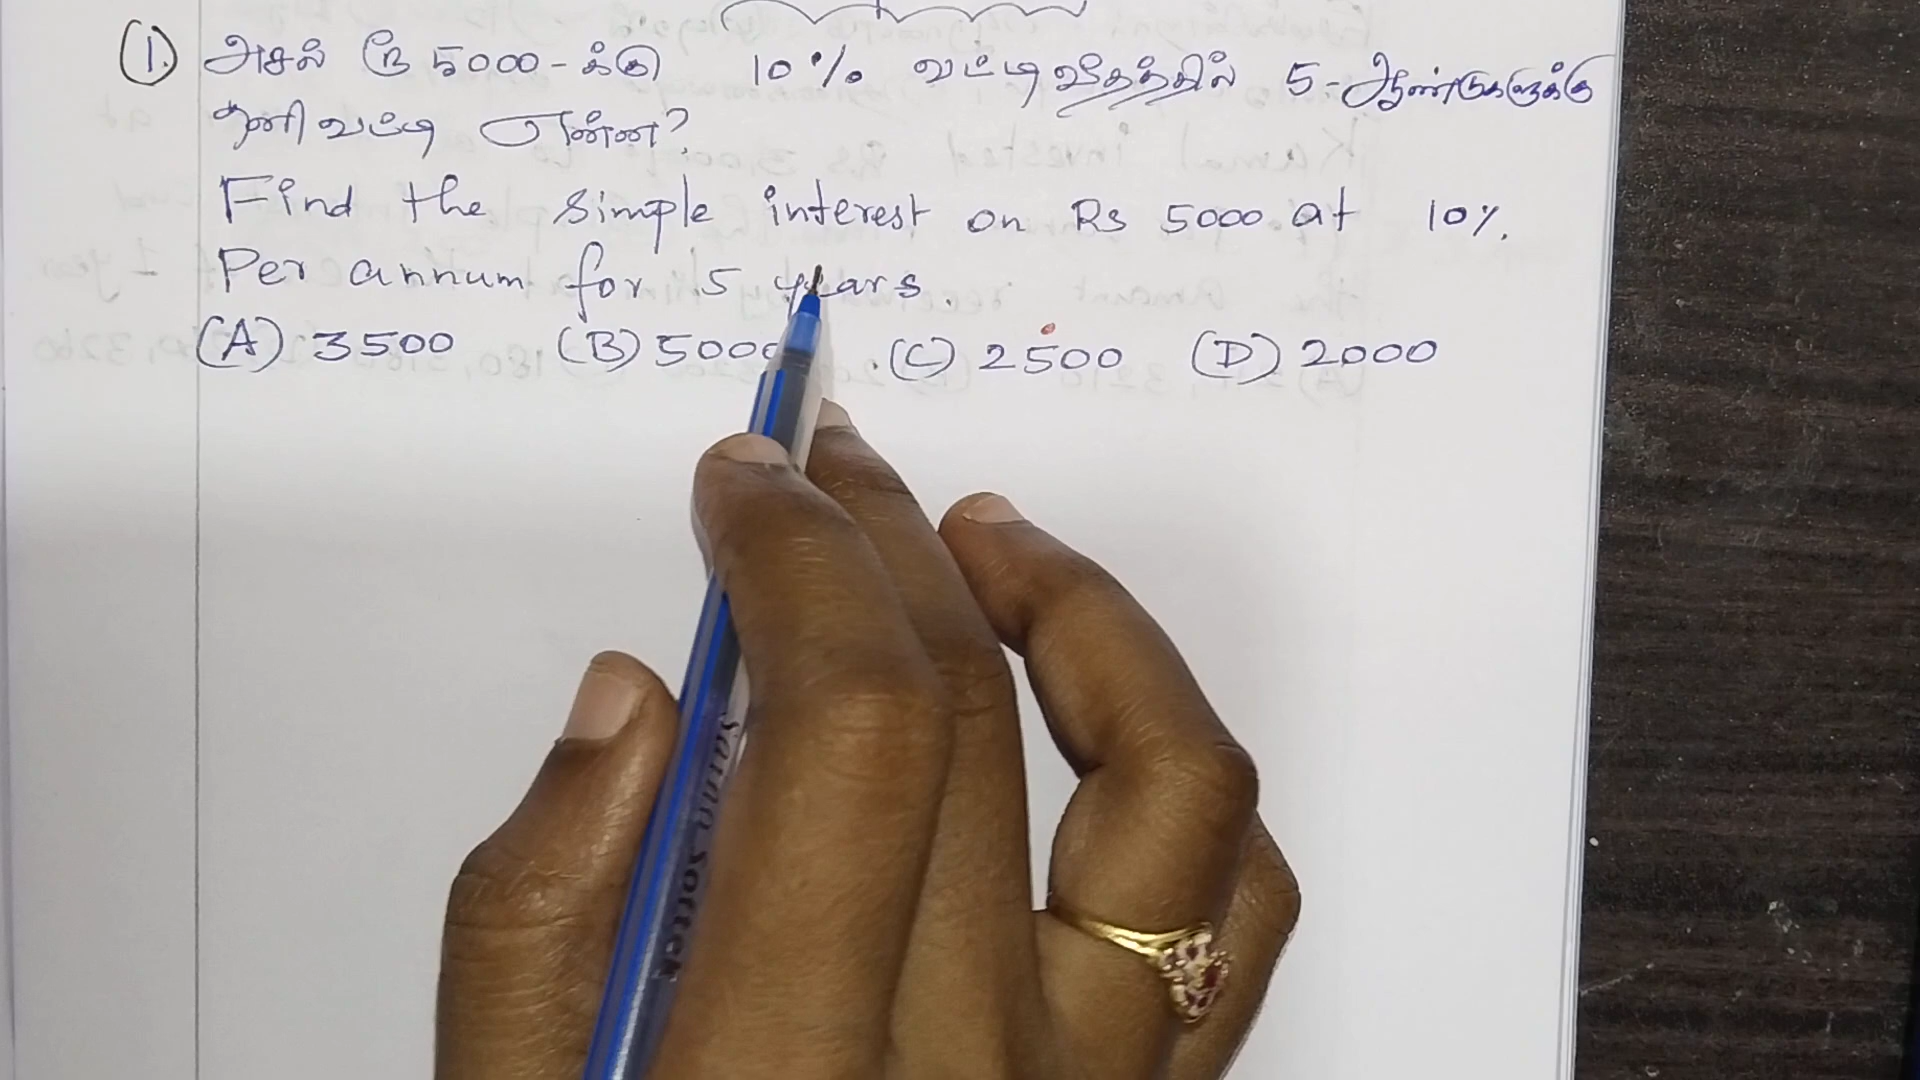 1. அசல் ரூ 5000-க்கு 10% வட்டி வீதத்தில் 5-ஆண்டுகளுக்கு
தனி வட்டி என்ன?
Find the Simple interest on Rs 5000 at 10%.
Per annum for 5 years.
(A) 3500 (B) 5000 (C) 2500 (D) 2000